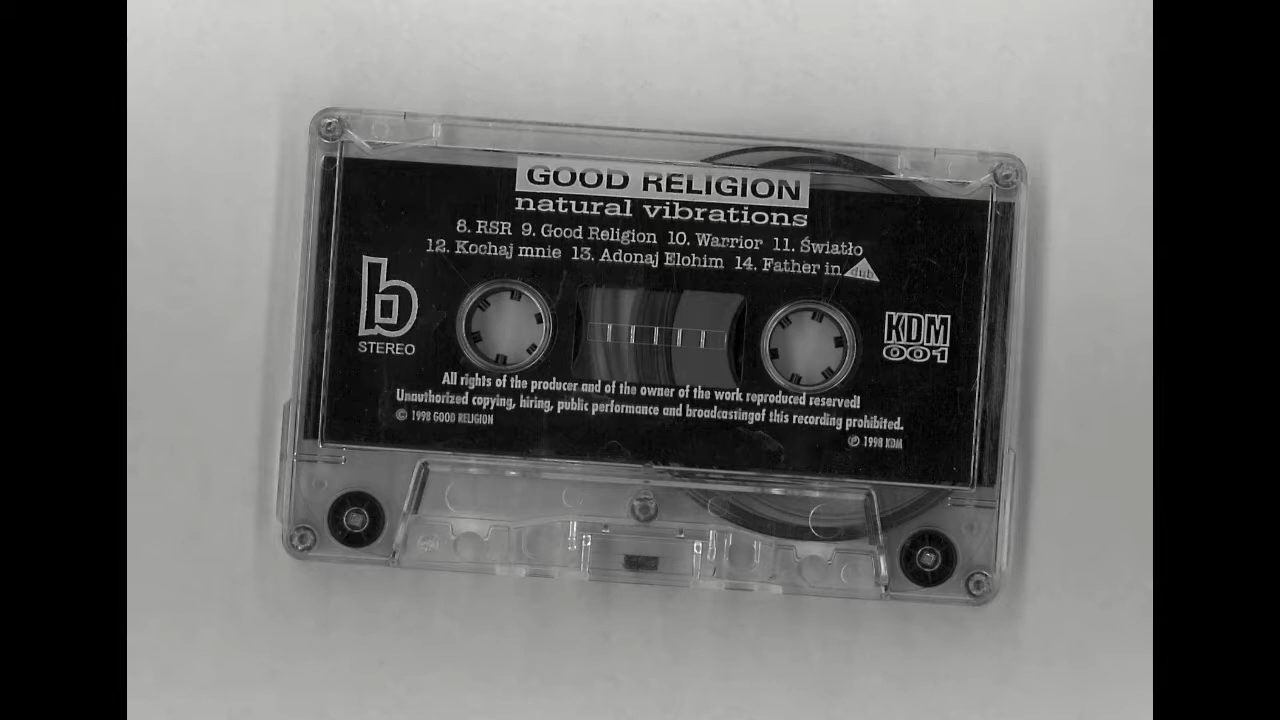 GOOD RELIGION
natural vibrations
8. RSR 9. Good Religion 10. Warrior 11. Światło
12. Kochaj mnie 13. Adonaj Elohim 14. Father in dub
b
STEREO
KDM
001
All rights of the producer and of the owner of the work reproduced reserved!
Unauthorized copying, hiring, public performance and broadcastingof this recording prohibited.
© 1998 GOOD RELIGION
℗ 1998 KDM